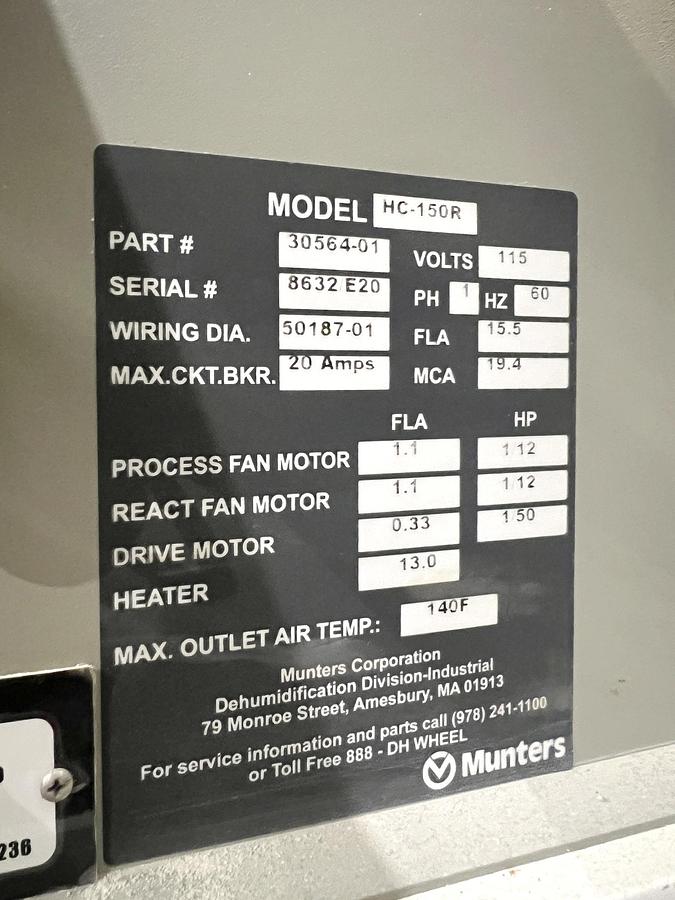 MODEL HC-150R
PART # 30564-01 VOLTS 115
SERIAL # 8632 E20 PH 1 HZ 60
WIRING DIA. 50187-01 FLA 15.5
MAX.CKT.BKR. 20 Amps MCA 19.4
FLA HP
PROCESS FAN MOTOR 1.1 1 12
REACT FAN MOTOR 1.1 1 12
DRIVE MOTOR 0.33 1 50
HEATER 13.0
MAX. OUTLET AIR TEMP.: 140F
Munters Corporation
Dehumidification Division-Industrial
79 Monroe Street, Amesbury, MA 01913
For service information and parts call (978) 241-1100
or Toll Free 888 - DH WHEEL
Munters
236